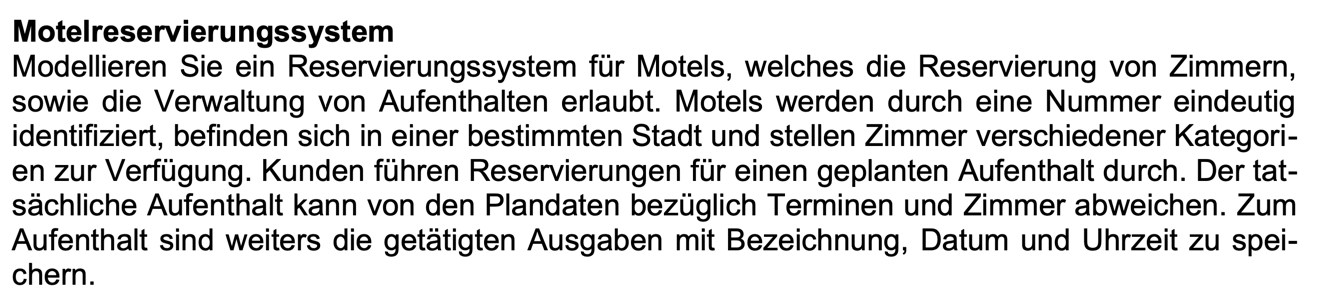 Motelreservierungssystem
Modellieren Sie ein Reservierungssystem für Motels, welches die Reservierung von Zimmern,
sowie die Verwaltung von Aufenthalten erlaubt. Motels werden durch eine Nummer eindeutig
identifiziert, befinden sich in einer bestimmten Stadt und stellen Zimmer verschiedener Kategori-
en zur Verfügung. Kunden führen Reservierungen für einen geplanten Aufenthalt durch. Der tat-
sächliche Aufenthalt kann von den Plandaten bezüglich Terminen und Zimmer abweichen. Zum
Aufenthalt sind weiters die getätigten Ausgaben mit Bezeichnung, Datum und Uhrzeit zu spei-
chern.